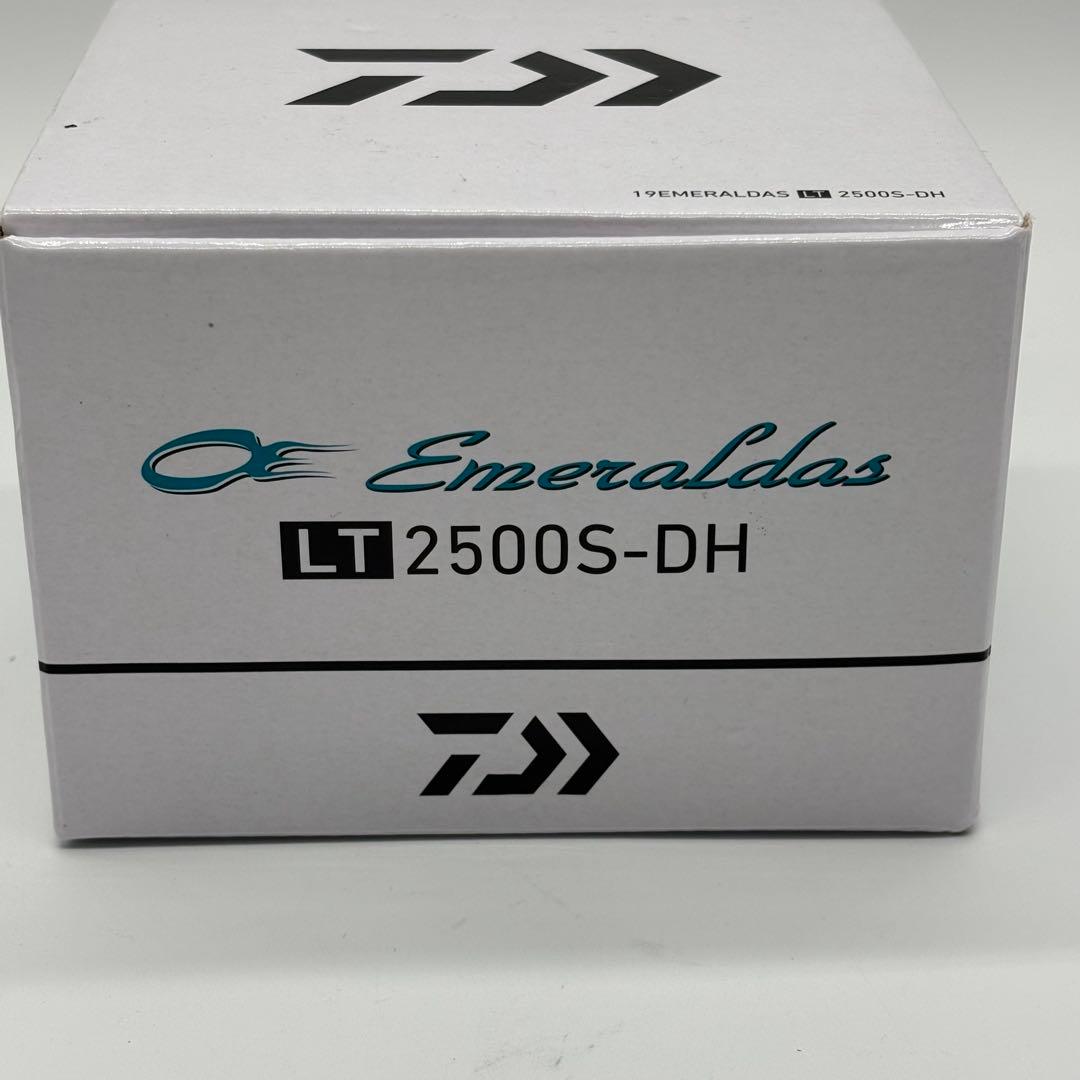 19EMERALDAS LT 2500S-DH
Emeraldas
LT 2500S-DH